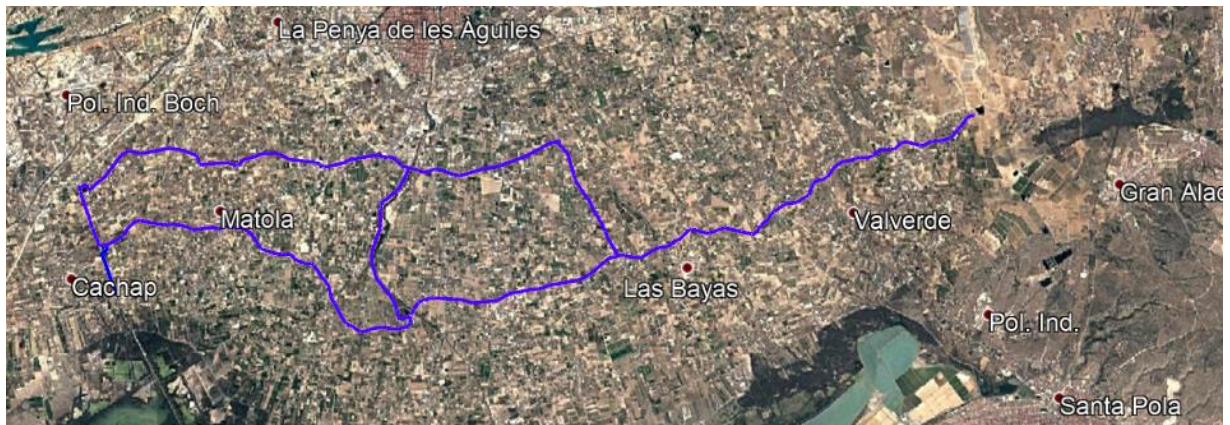 La Penya de les Àguiles
Pol. Ind. Boch
Gran Alac
Matola
Valverde
Cachap
Las Bayas
Pol. Ind.
Santa Pola